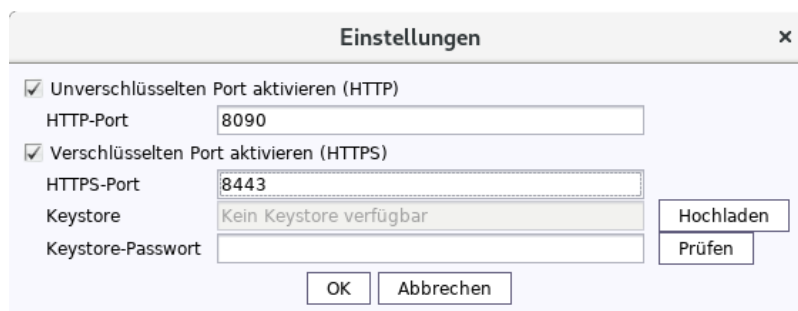 Einstellungen ×
Unverschlüsselten Port aktivieren (HTTP)
HTTP-Port 8090
Verschlüsselten Port aktivieren (HTTPS)
HTTPS-Port 8443
Keystore Kein Keystore verfügbar Hochladen
Keystore-Passwort Prüfen
OK Abbrechen